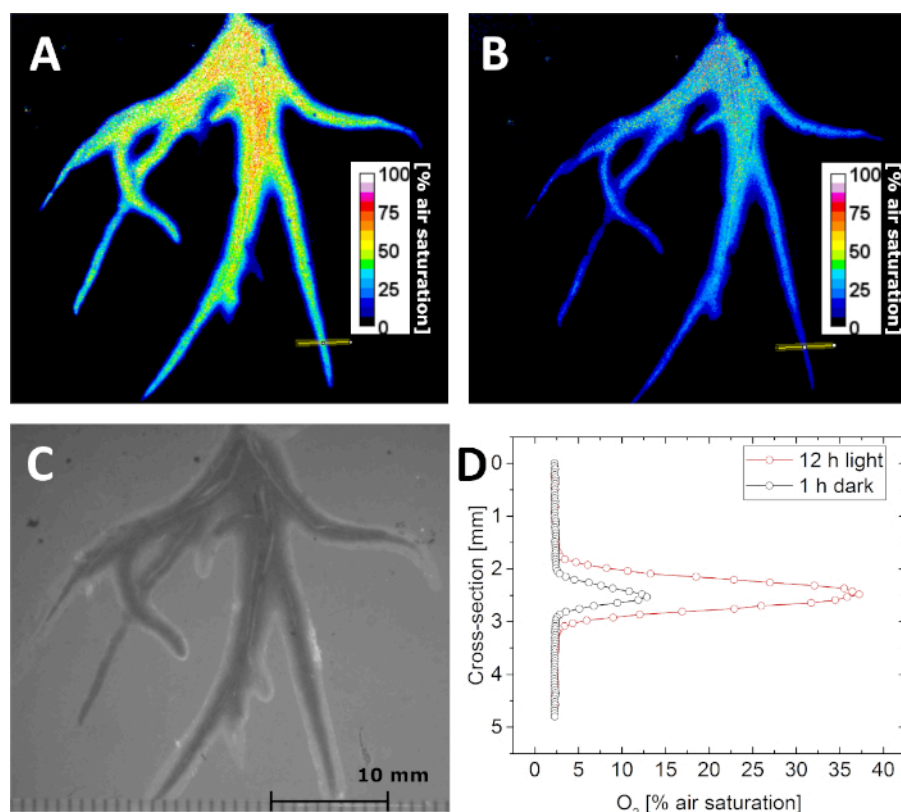 A
100
75
50
25
0
[% air saturation]
B
100
75
50
25
0
[% air saturation]
C
10 mm
D
0
1
2
3
4
5
Cross-section [mm]
12 h light
1 h dark
0 5 10 15 20 25 30 35 40
O2 [% air saturation]